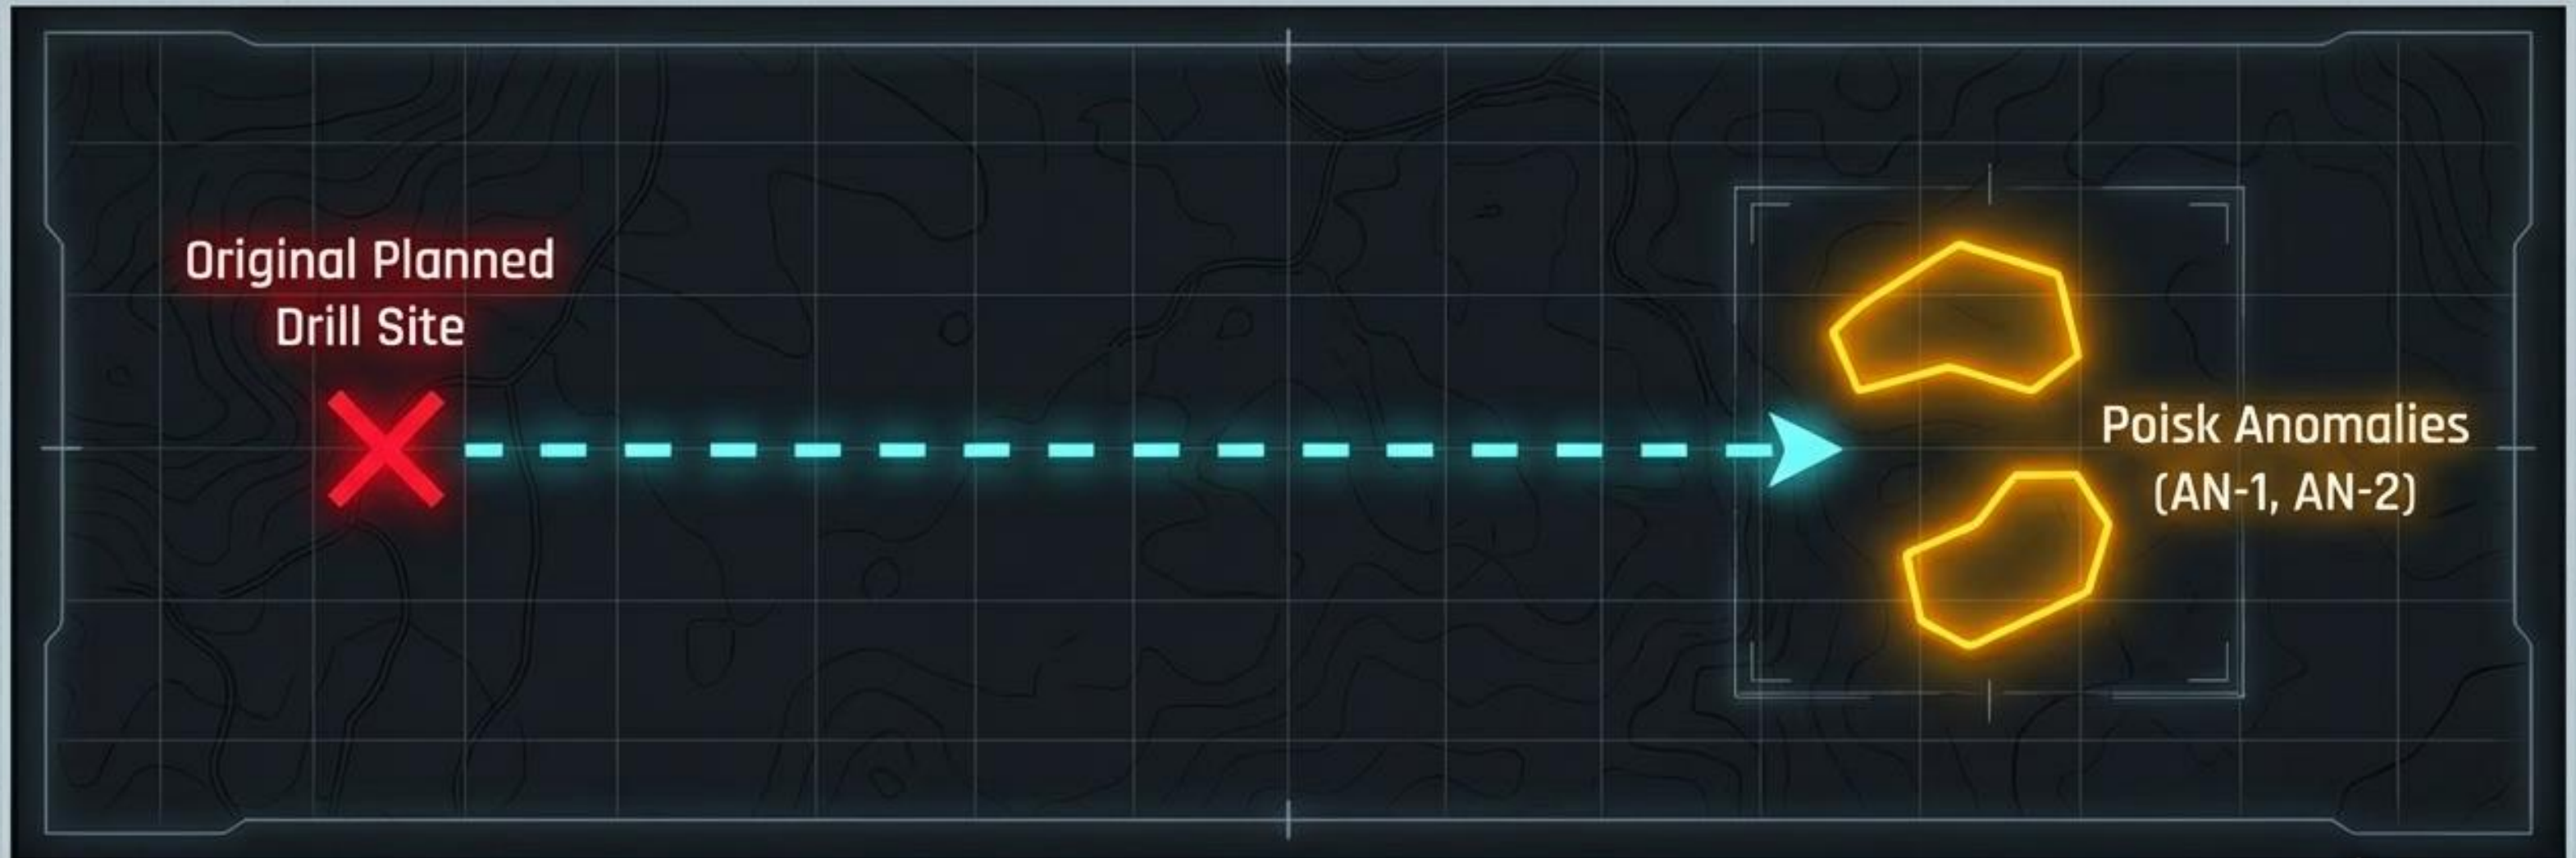 Original Planned
Drill Site
Poisk Anomalies
(AN-1, AN-2)